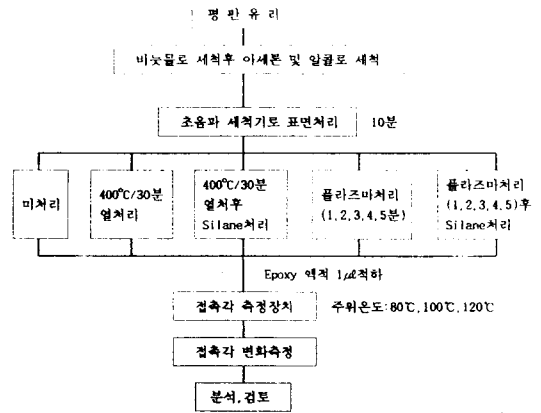 평 판 유 리
비눗물로 세척후 아세톤 및 알콜로 세척
초음파 세척기로 표면처리 10분
미처리
400°C/30분
열처리
400°C/30분
열처후
Silane처리
플라즈마처리
(1,2,3,4,5분)
플라즈마처리
(1,2,3,4,5)후
Silane처리
Epoxy 액적 1㎕적하
접촉각 측정장치 주위온도:80℃,100℃,120℃
접촉각 변화측정
분석,검토